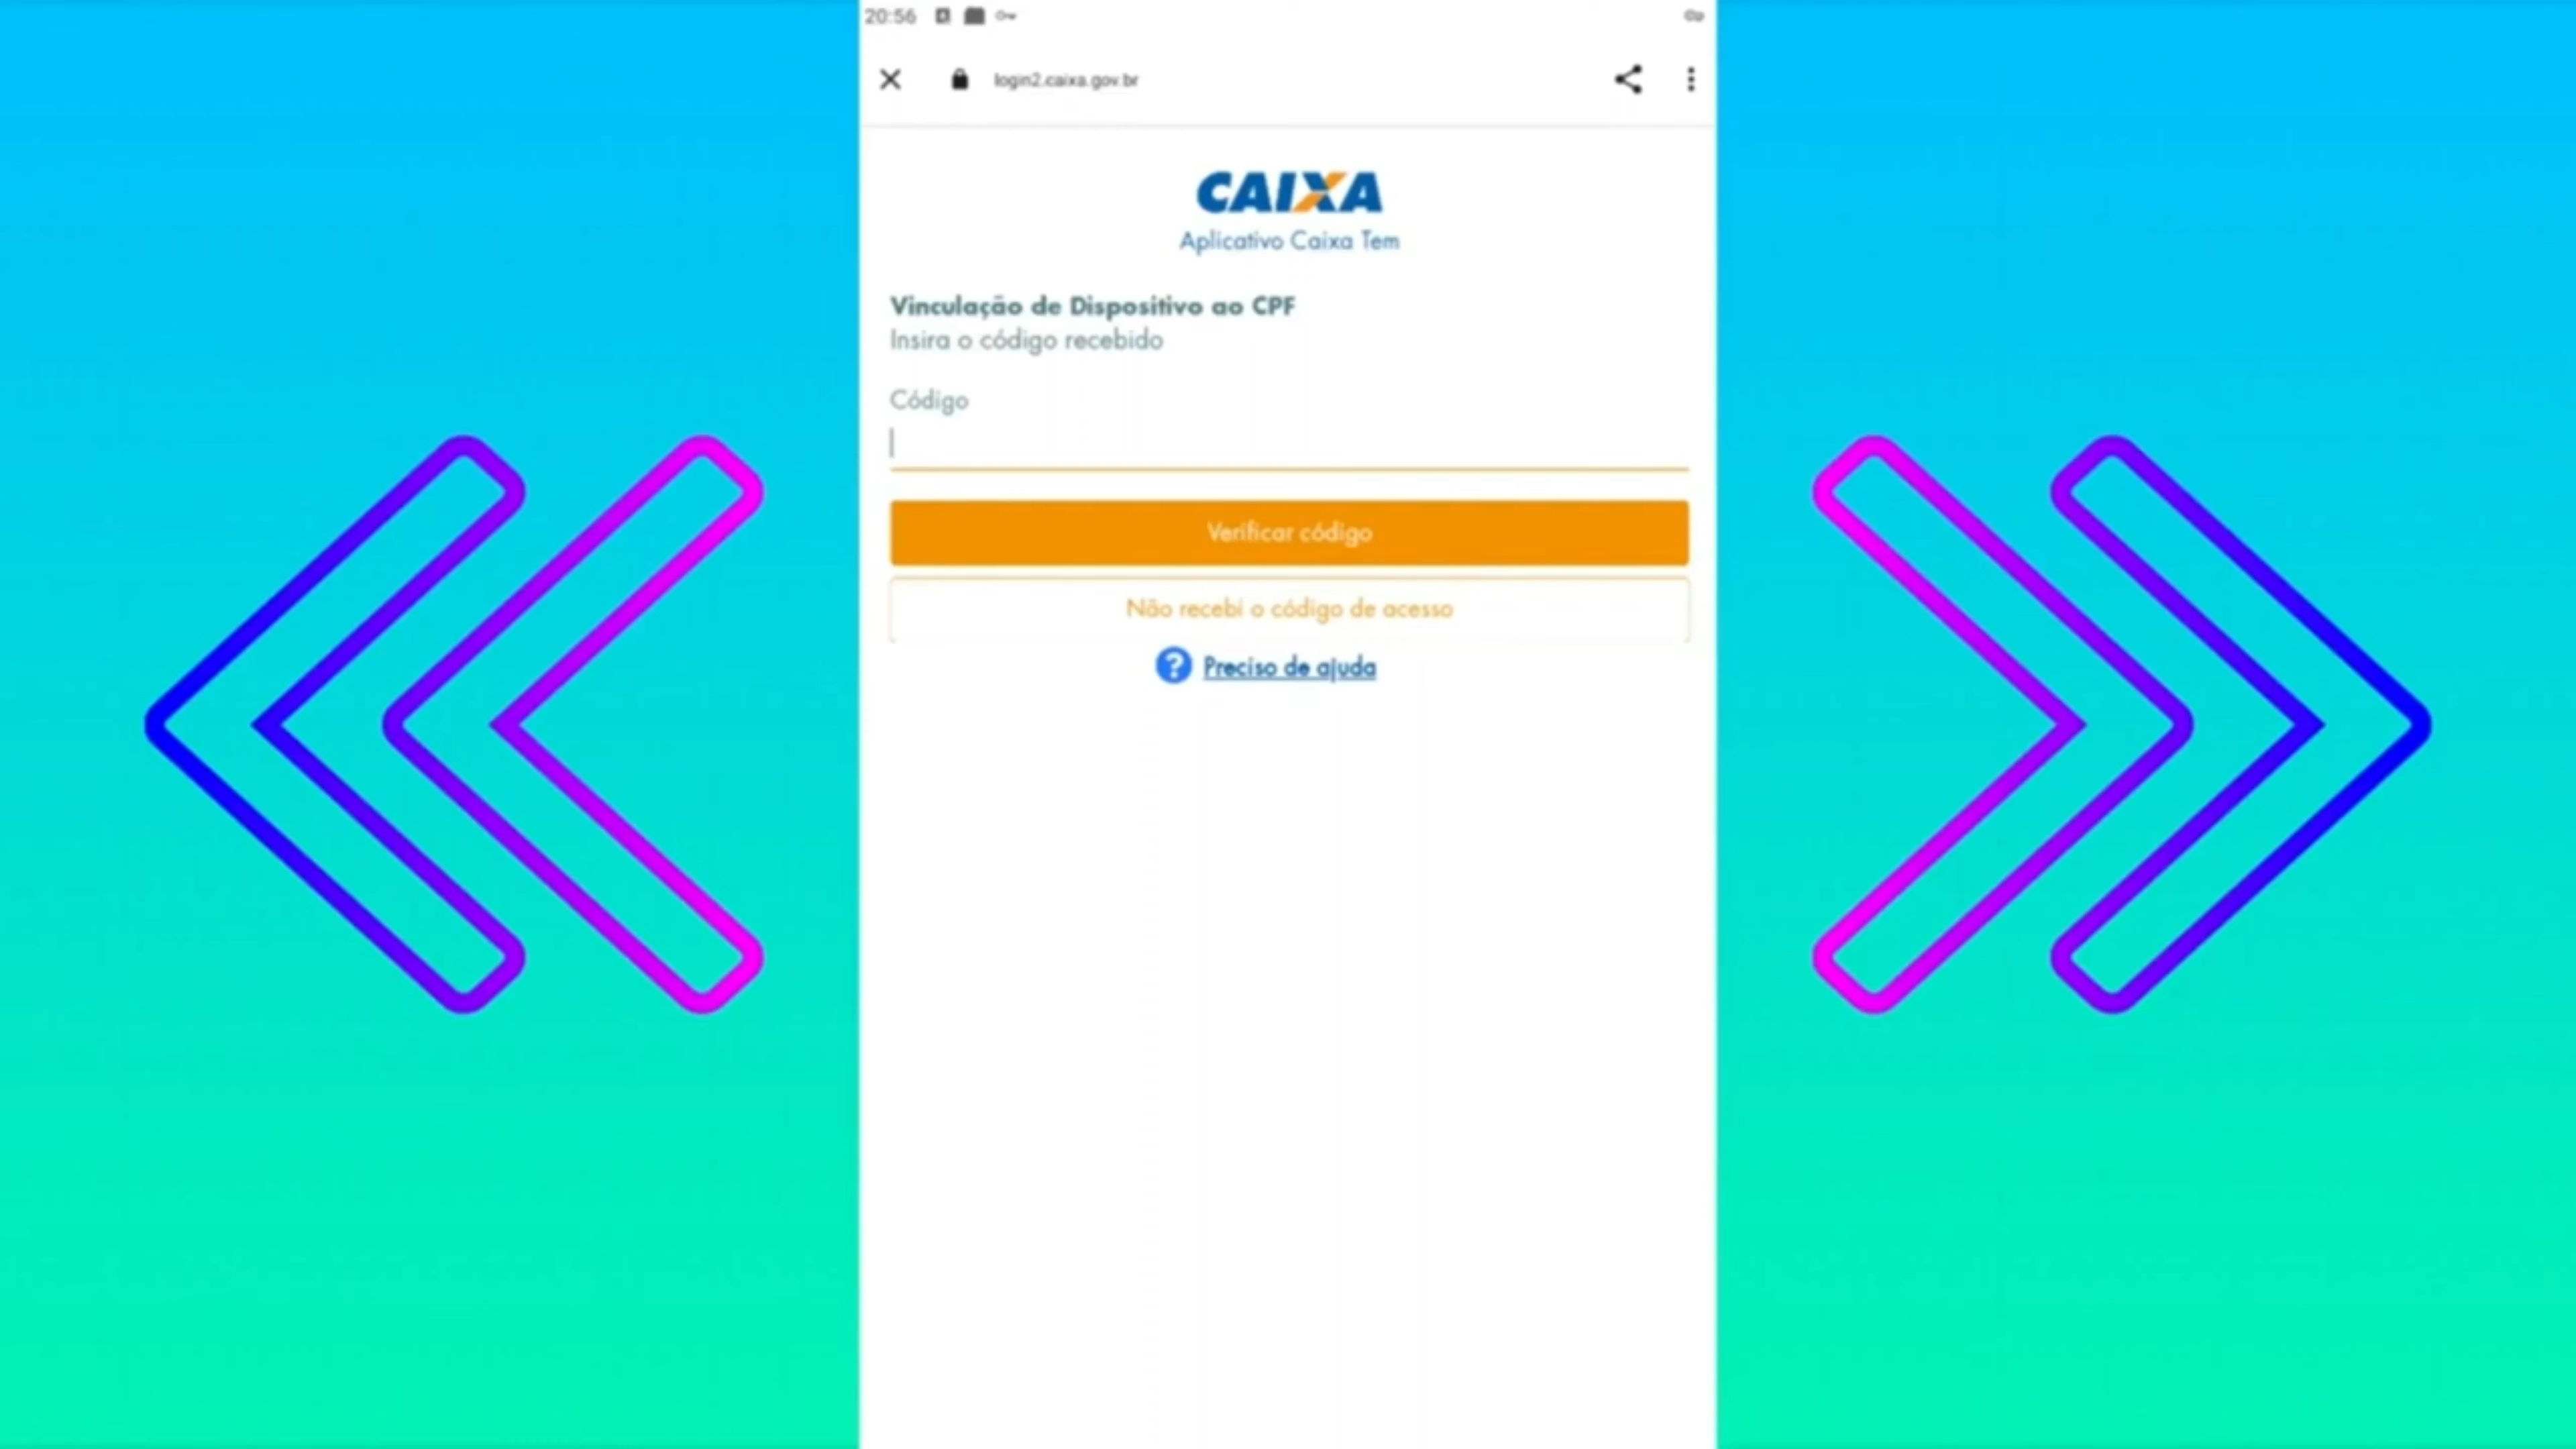 20:56
login2.caixa.gov.br
CAIXA
Aplicativo Caixa Tem
Vinculação de Dispositivo ao CPF
Insira o código recebido
Código
Verificar código
Não recebi o código de acesso
? Preciso de ajuda